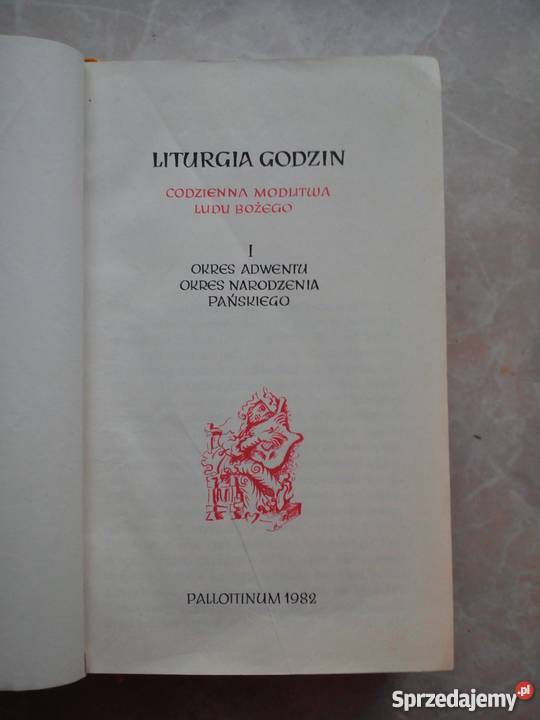 LITURGIA GODZIN
CODZIENNA MODLITWA
LUDU BOŻEGO
I
OKRES ADWENTU
OKRES NARODZENIA
PAŃSKIEGO
PALLOTTINUM 1982
Sprzedajemy.pl